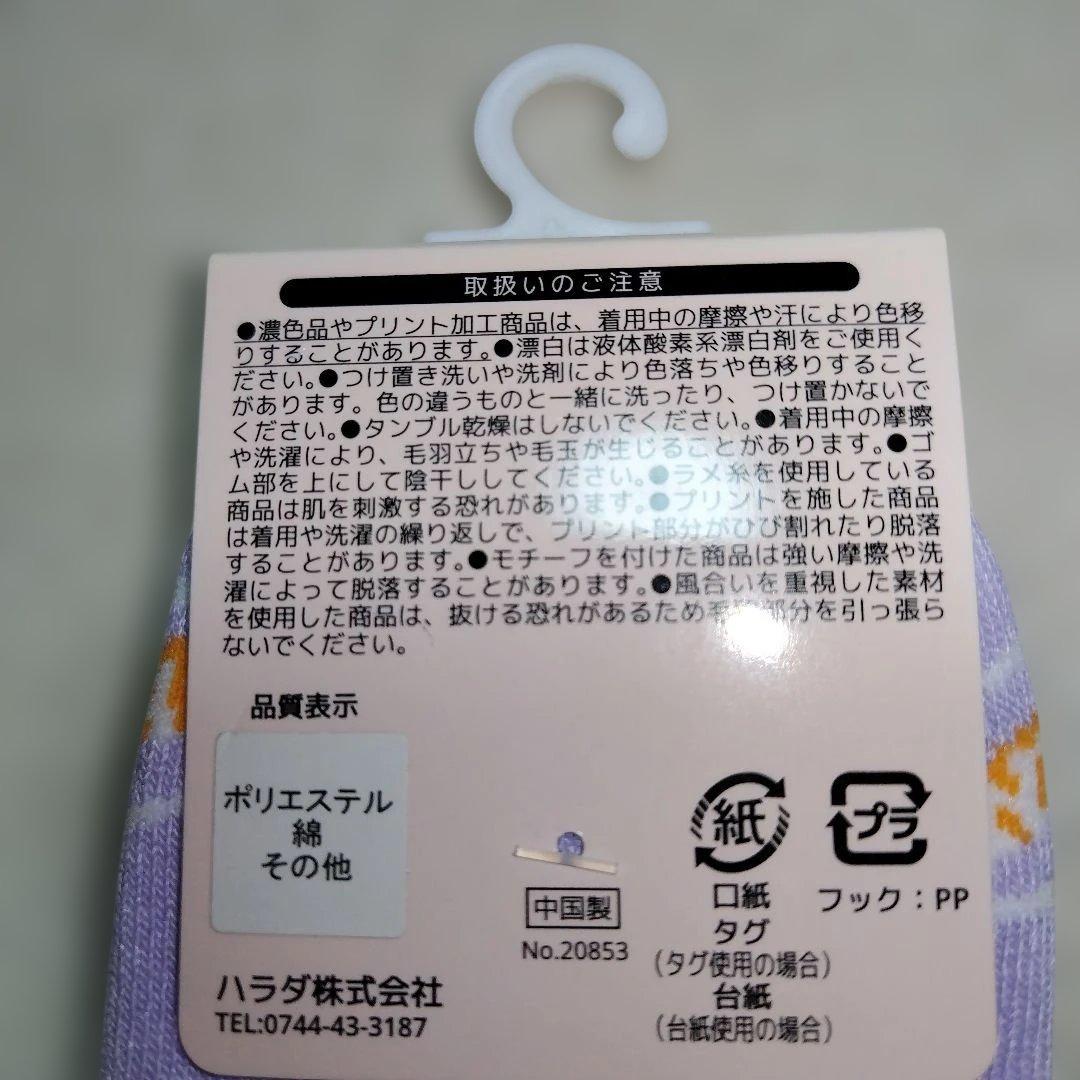 取扱いのご注意
●濃色品やプリント加工商品は、着用中の摩擦や汗により色移
りすることがあります。●漂白は液体酸素系漂白剤をご使用く
ださい。●つけ置き洗いや洗剤により色落ちや色移りすること
があります。色の違うものと一緒に洗ったり、つけ置かないで
ください。●タンブル乾燥はしないでください。●着用中の摩擦
や洗濯により、毛羽立ちや毛玉が生じることがあります。●ゴ
ム部を上にして陰干ししてください。●ラメ糸を使用している
商品は肌を刺激する恐れがあります。●プリントを施した商品
は着用や洗濯の繰り返しで、プリント部分がひび割れたり脱落
することがあります。●モチーフを付けた商品は強い摩擦や洗
濯によって脱落することがあります。●風合いを重視した素材
を使用した商品は、抜ける恐れがあるため毛 部分を引っ張ら
ないでください。
品質表示
ポリエステル
綿
その他
中国製
No.20853
ハラダ株式会社
TEL:0744-43-3187
紙
口紙
タグ
(タグ使用の場合)
台紙
(台紙使用の場合)
プラ
フック：PP